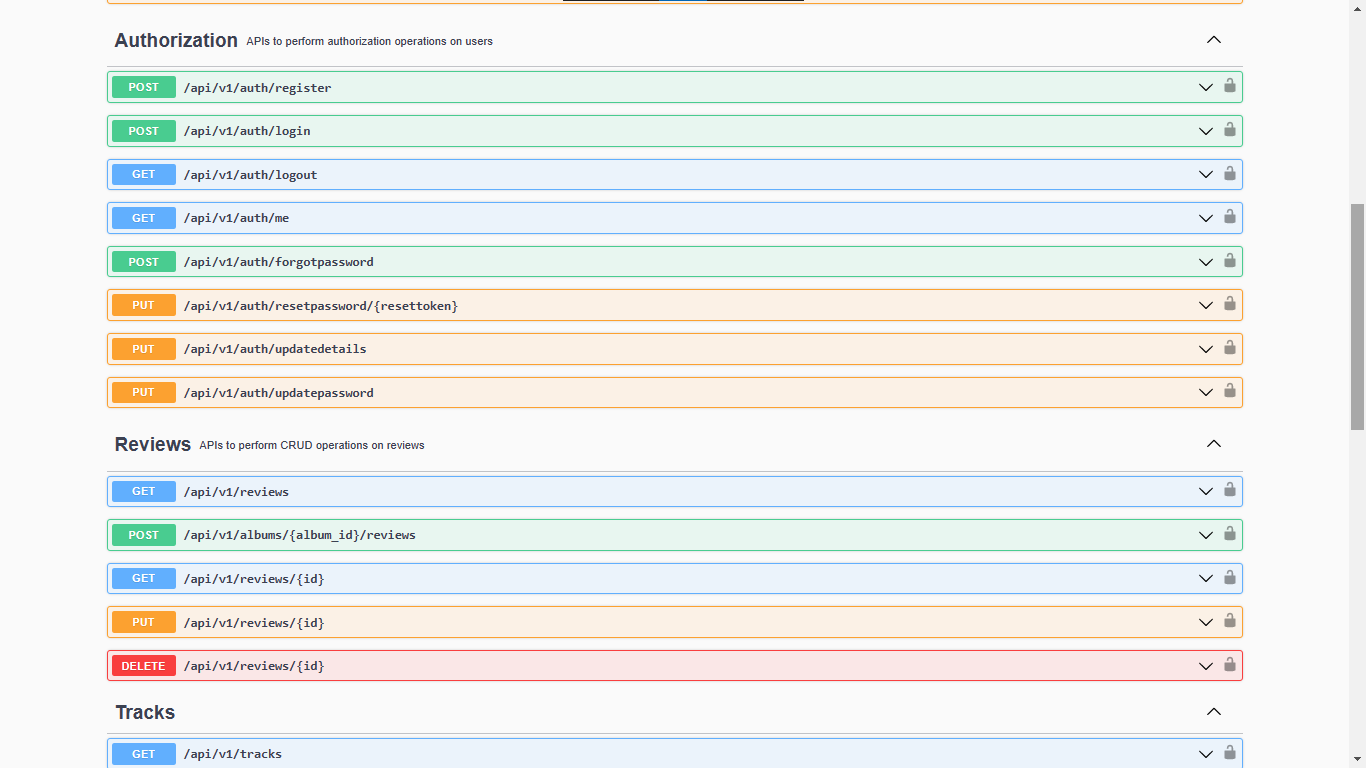 Authorization APIs to perform authorization operations on users
POST /api/v1/auth/register
POST /api/v1/auth/login
GET /api/v1/auth/logout
GET /api/v1/auth/me
POST /api/v1/auth/forgotpassword
PUT /api/v1/auth/resetpassword/{resettoken}
PUT /api/v1/auth/updatedetails
PUT /api/v1/auth/updatepassword
Reviews APIs to perform CRUD operations on reviews
GET /api/v1/reviews
POST /api/v1/albums/{album_id}/reviews
GET /api/v1/reviews/{id}
PUT /api/v1/reviews/{id}
DELETE /api/v1/reviews/{id}
Tracks
GET /api/v1/tracks